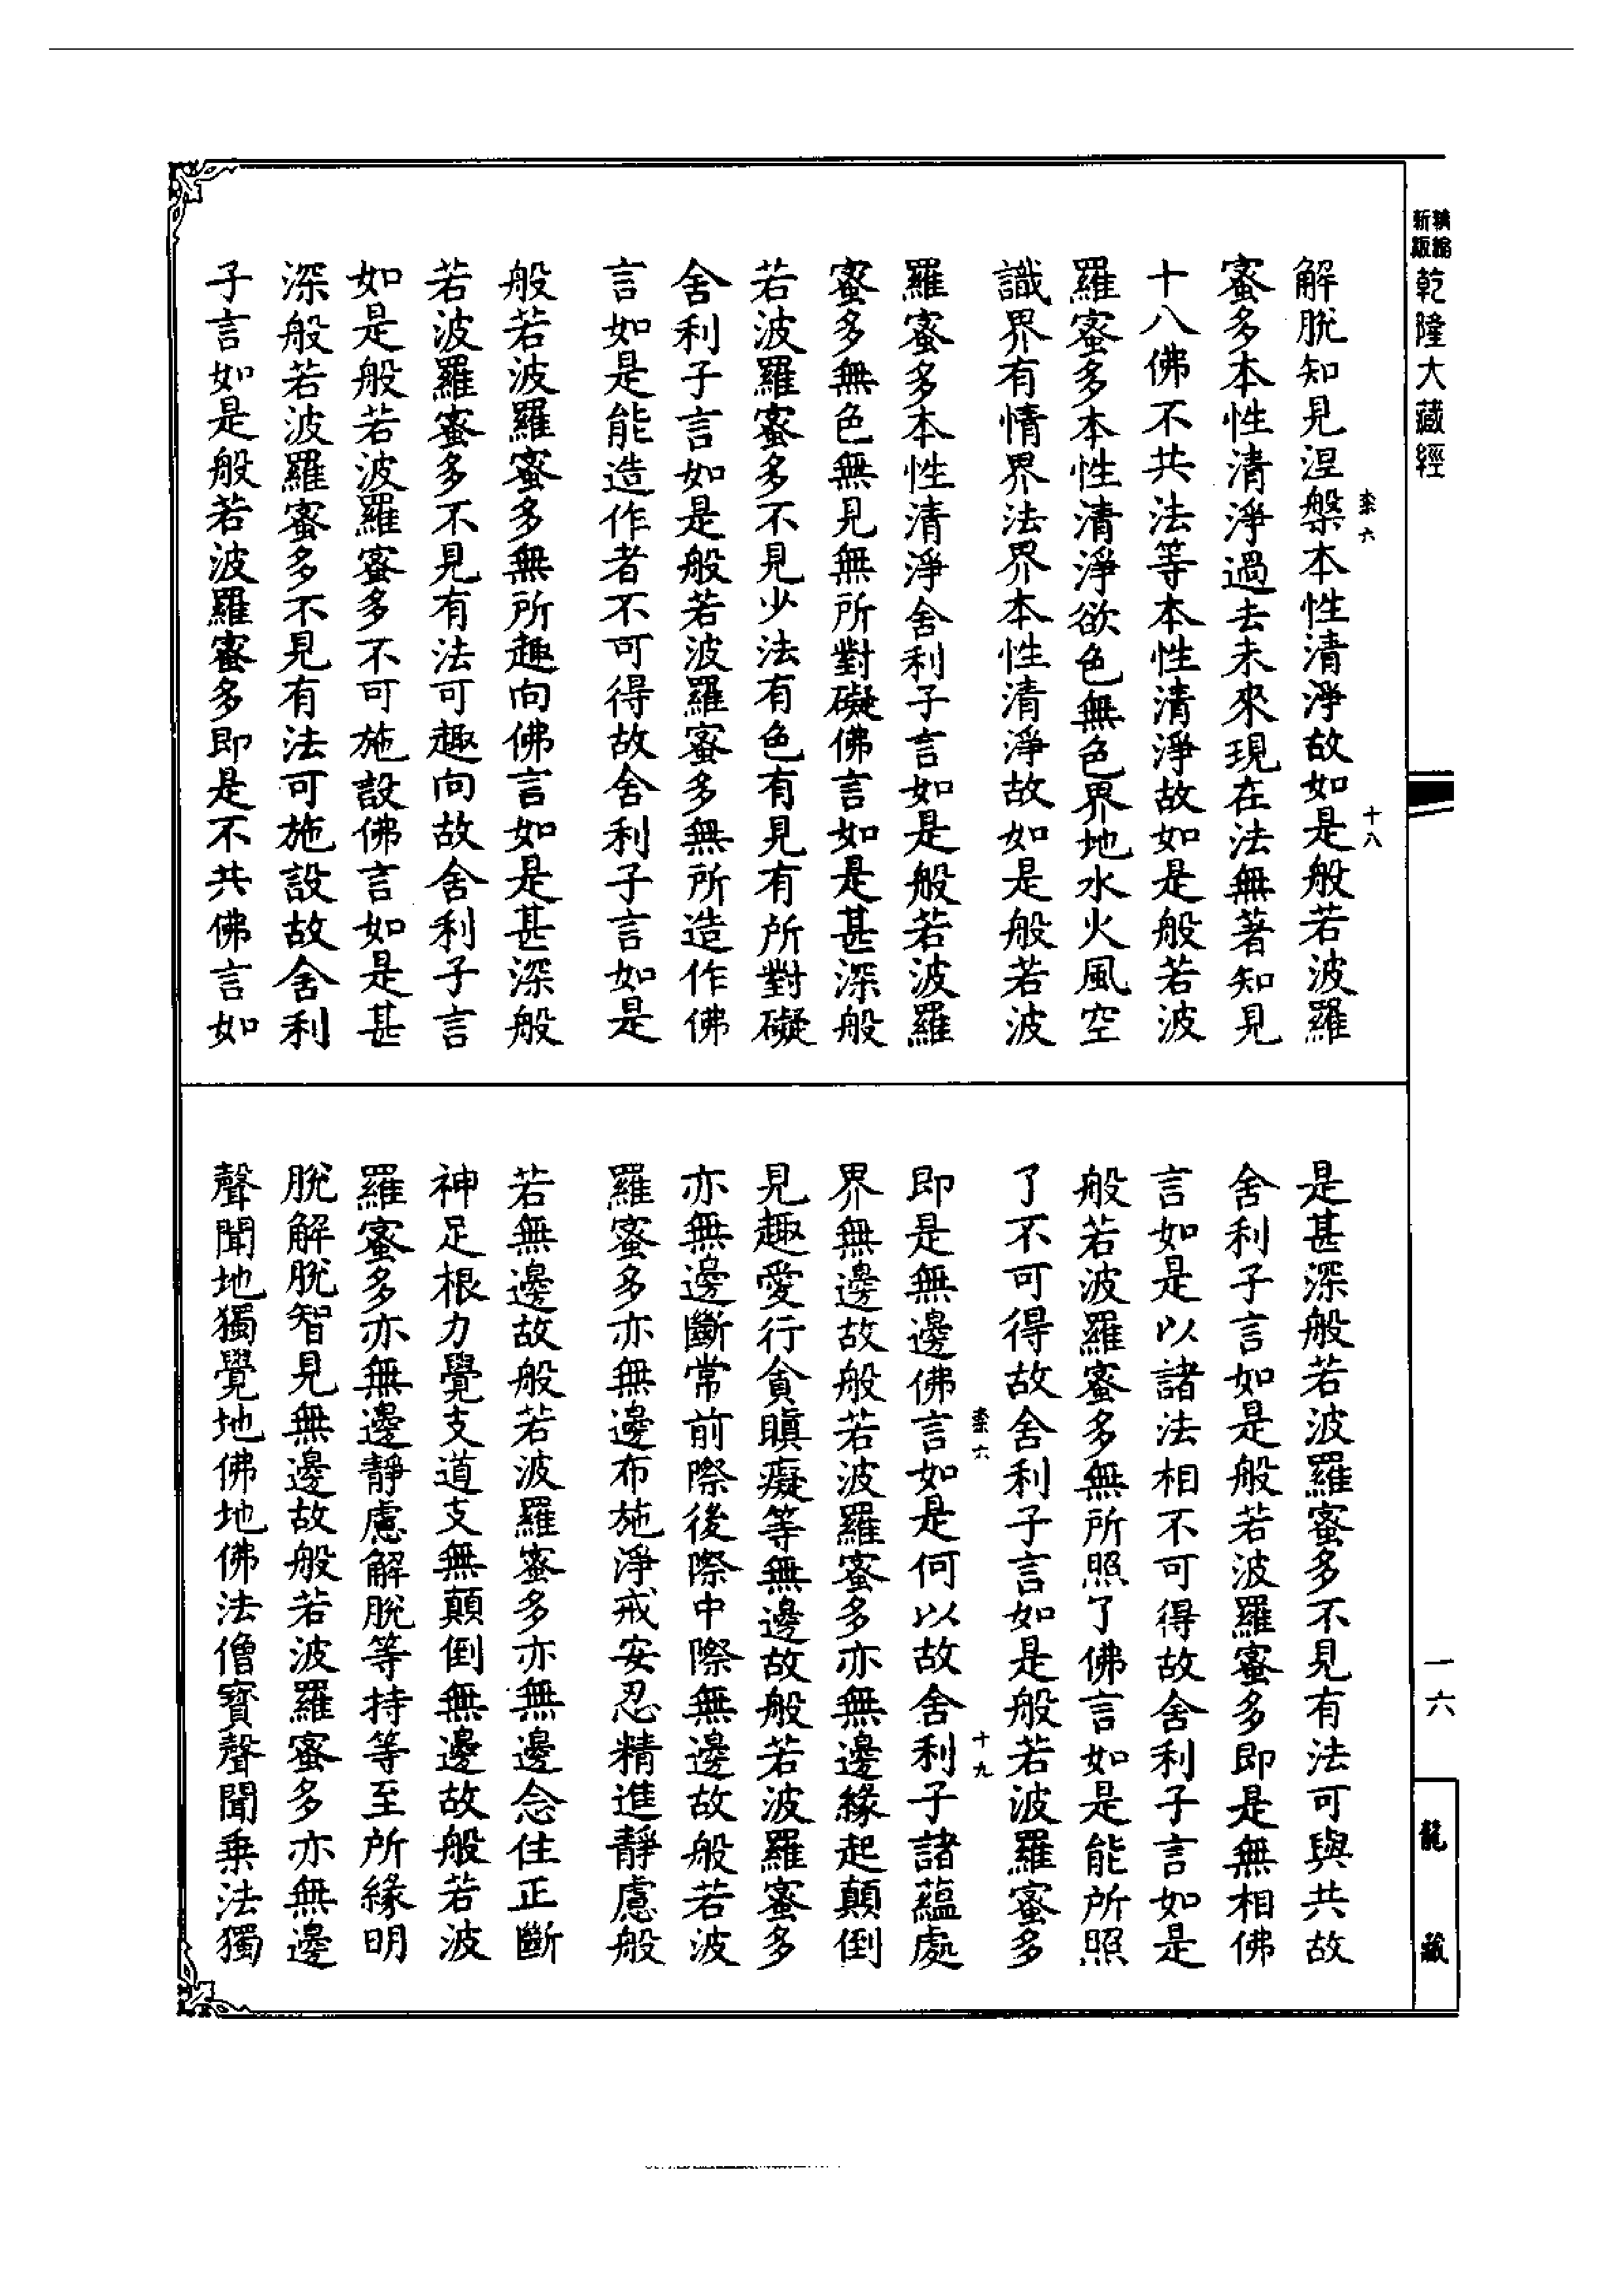 精縮新版乾隆大藏經
柰六 十八
解脫知見涅槃本性清淨故如是般若波羅
蜜多本性清淨過去未來現在法無著知見
十八佛不共法等本性清淨故如是般若波
羅蜜多本性清淨欲色無色界地水火風空
識界有情界法界本性清淨故如是般若波
羅蜜多本性清淨舍利子言如是般若波羅
蜜多無色無見無所對礙佛言如是甚深般
若波羅蜜多不見少法有色有見有所對礙
舍利子言如是般若波羅蜜多無所造作佛
言如是能造作者不可得故舍利子言如是
般若波羅蜜多無所趣向佛言如是甚深般
若波羅蜜多不見有法可趣向故舍利子言
如是般若波羅蜜多不可施設佛言如是甚
深般若波羅蜜多不見有法可施設故舍利
子言如是般若波羅蜜多即是不共佛言如
是甚深般若波羅蜜多不見有法可與共故
舍利子言如是般若波羅蜜多即是無相佛
言如是以諸法相不可得故舍利子言如是
般若波羅蜜多無所照了佛言如是能所照
了不可得故舍利子言如是般若波羅蜜多
柰六 十九
即是無邊佛言如是何以故舍利子諸蘊處
界無邊故般若波羅蜜多亦無邊緣起顛倒
見趣愛行貪瞋癡等無邊故般若波羅蜜多
亦無邊斷常前際後際中際無邊故般若波
羅蜜多亦無邊布施淨戒安忍精進靜慮般
若無邊故般若波羅蜜多亦無邊念住正斷
神足根力覺支道支無顛倒無邊故般若波
羅蜜多亦無邊靜慮解脫等持等至所緣明
脫解脫智見無邊故般若波羅蜜多亦無邊
聲聞地獨覺地佛地佛法僧寶聲聞乘法獨
一六
龍藏